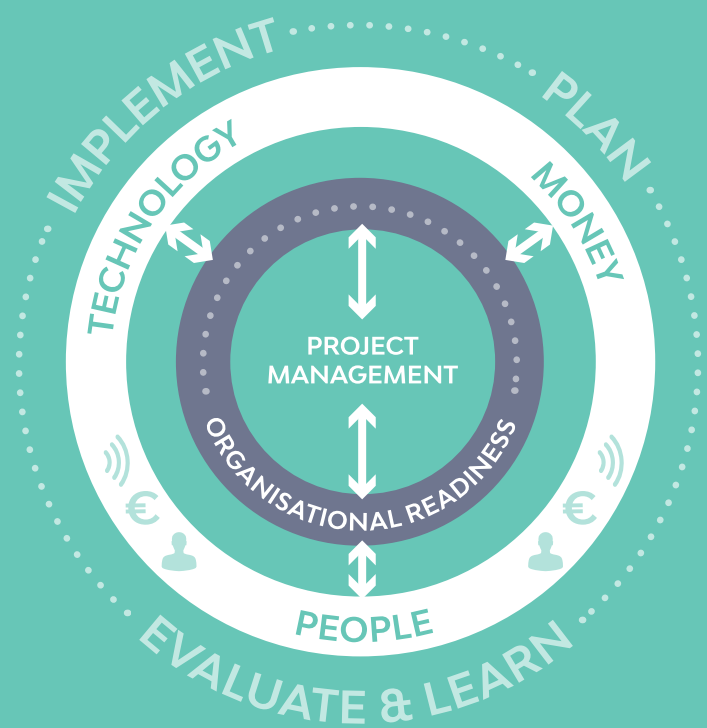 IMPLEMENT
PLAN
TECHNOLOGY
MONEY
PROJECT
MANAGEMENT
ORGANISATIONAL READINESS
€
€
PEOPLE
EVALUATE & LEARN